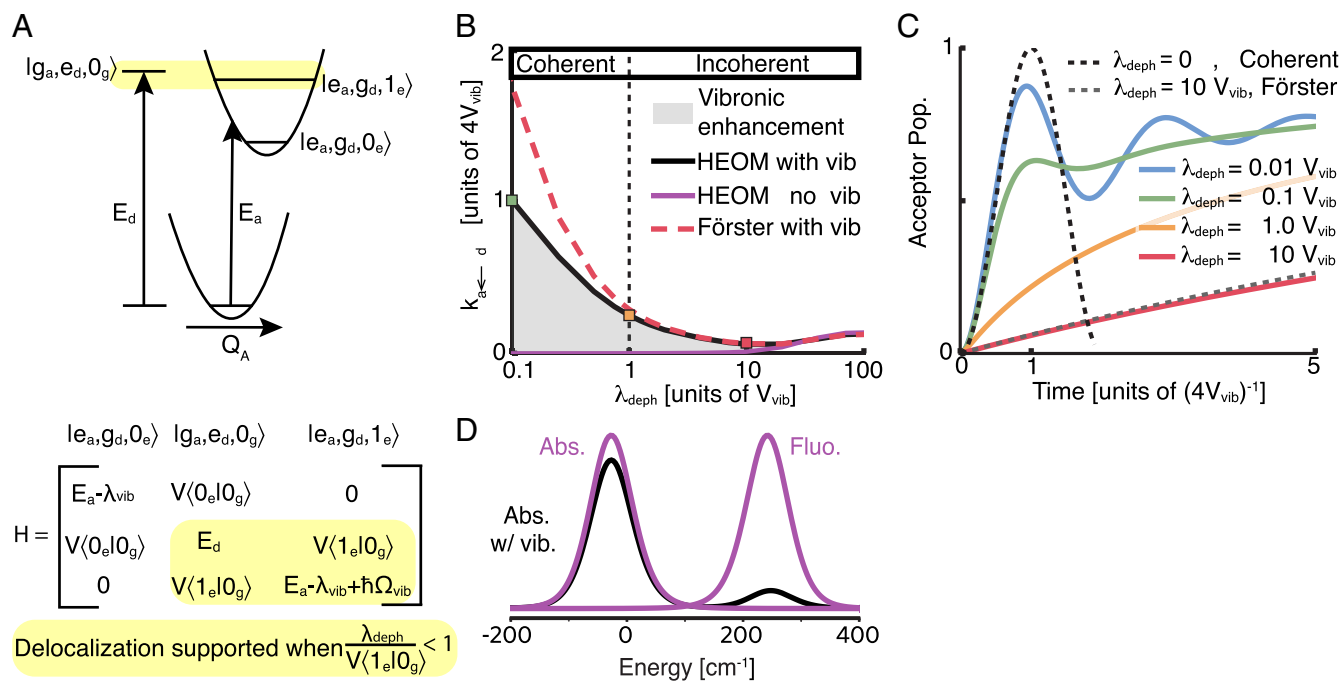 A
|g_a,e_d,0_g⟩
|e_a,g_d,1_e⟩
|e_a,g_d,0_e⟩
E_d
E_a
Q_A
|e_a,g_d,0_e⟩ |g_a,e_d,0_g⟩ |e_a,g_d,1_e⟩
E_a-λ_vib V⟨0_e|0_g⟩ 0
H = V⟨0_e|0_g⟩ E_d V⟨1_e|0_g⟩
0 V⟨1_e|0_g⟩ E_a-λ_vib+ħΩ_vib
Delocalization supported when λ_deph/V⟨1_e|0_g⟩ < 1
B
2
1
0
k_a← d [units of 4V_vib]
Coherent Incoherent
Vibronic
enhancement
HEOM with vib
HEOM no vib
Förster with vib
0.1 1 10 100
λ_deph [units of V_vib]
C
1
0
Acceptor Pop.
λ_deph = 0 , Coherent
λ_deph = 10 V_vib, Förster
λ_deph = 0.01 V_vib
λ_deph = 0.1 V_vib
λ_deph = 1.0 V_vib
λ_deph = 10 V_vib
0 1 5
Time [units of (4V_vib)⁻¹]
D
Abs. Fluo.
Abs.
w/ vib.
-200 0 200 400
Energy [cm⁻¹]